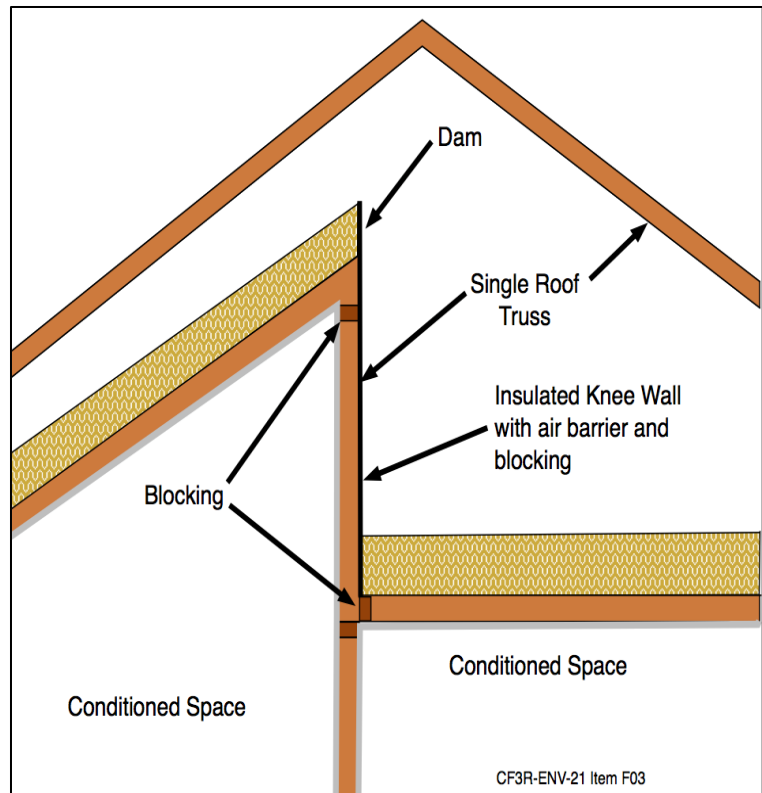 Dam
Single Roof
Truss
Insulated Knee Wall
with air barrier and
blocking
Blocking
Conditioned Space
Conditioned Space
CF3R-ENV-21 Item F03